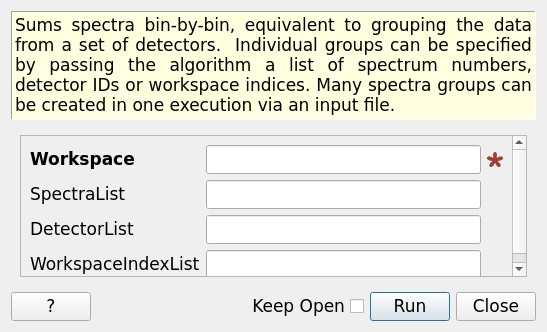 Sums spectra bin-by-bin, equivalent to grouping the data
from a set of detectors.  Individual groups can be specified
by passing the algorithm a list of spectrum numbers,
detector IDs or workspace indices. Many spectra groups can
be created in one execution via an input file.
Workspace
SpectraList
DetectorList
WorkspaceIndexList
? Keep Open Run Close